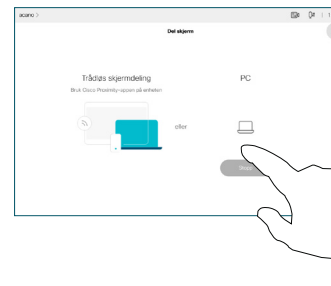 acano >
Del skjerm
Trådløs skjermdeling
PC
Bruk Cisco Proximity-appen på enheten
eller